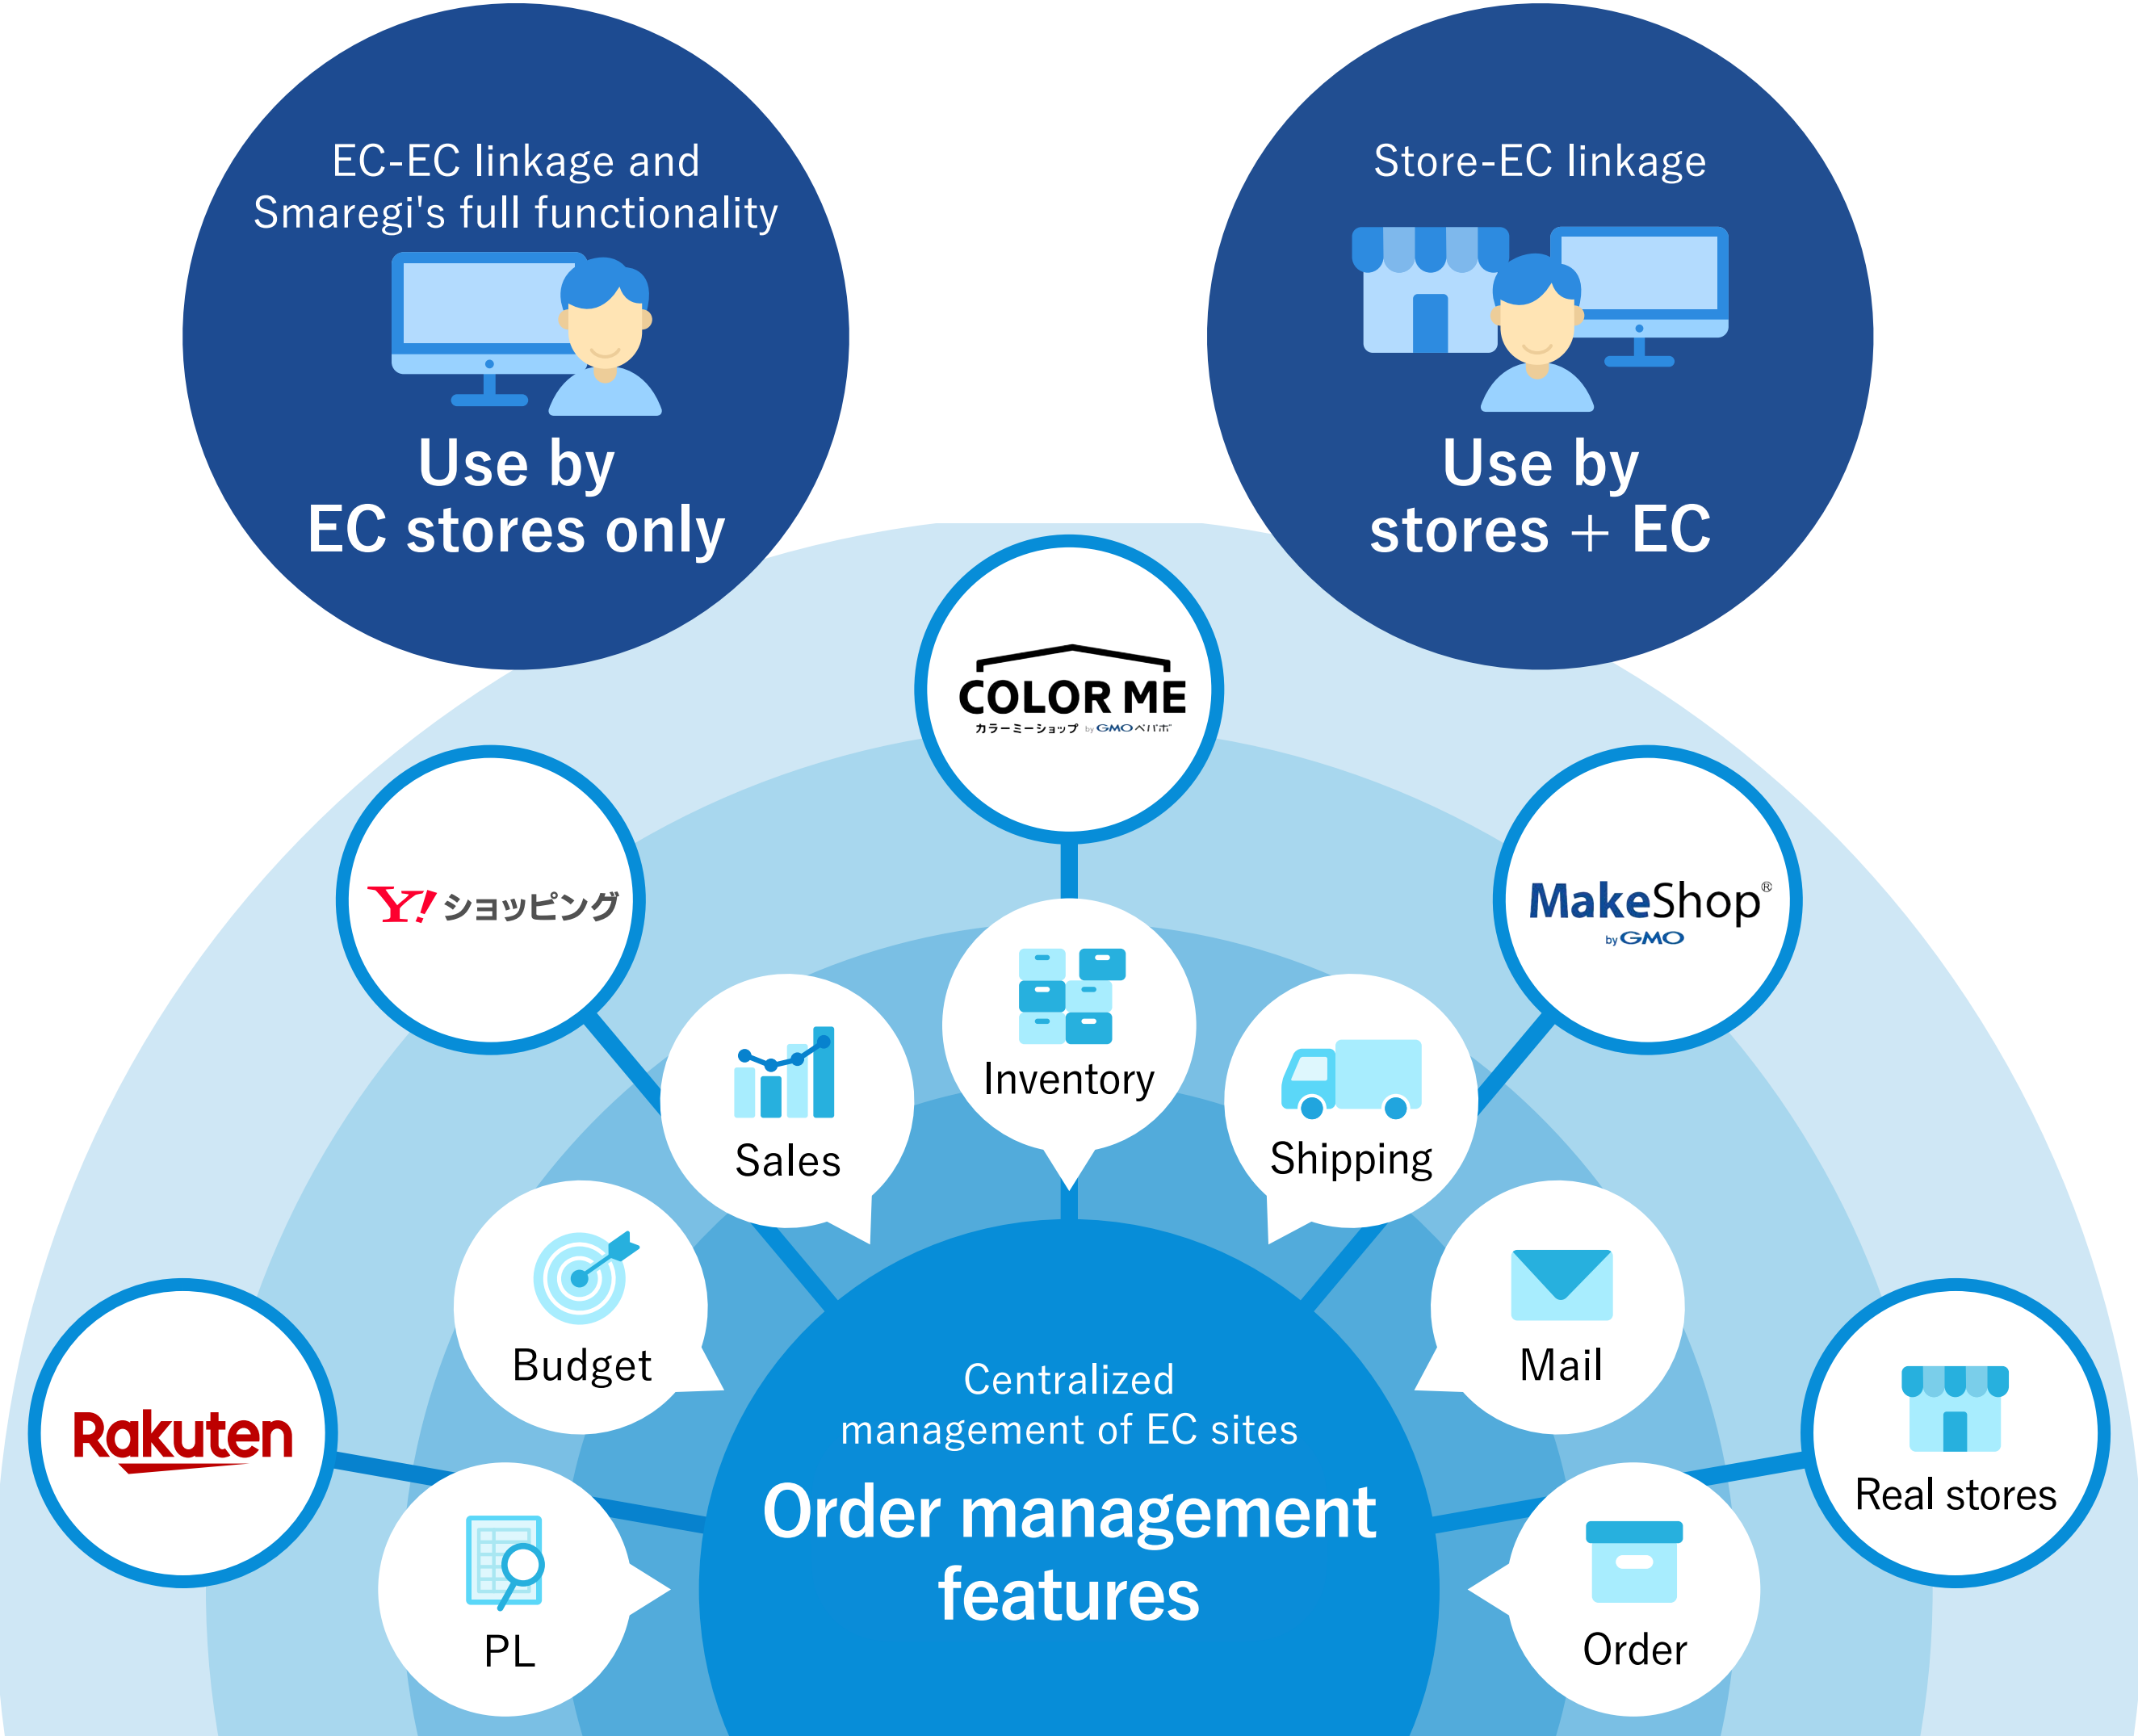 EC-EC linkage and
Smaregi's full functionality
Use by
EC stores only
Store-EC linkage
Use by
stores + EC
COLOR ME
カラーミーショップ by GMOペパボ
Y! ショッピング
MakeShop®
by GMO
Inventory
Sales
Shipping
Budget
Mail
Rakuten
Real stores
PL
Order
Centralized
management of EC sites
Order management
features